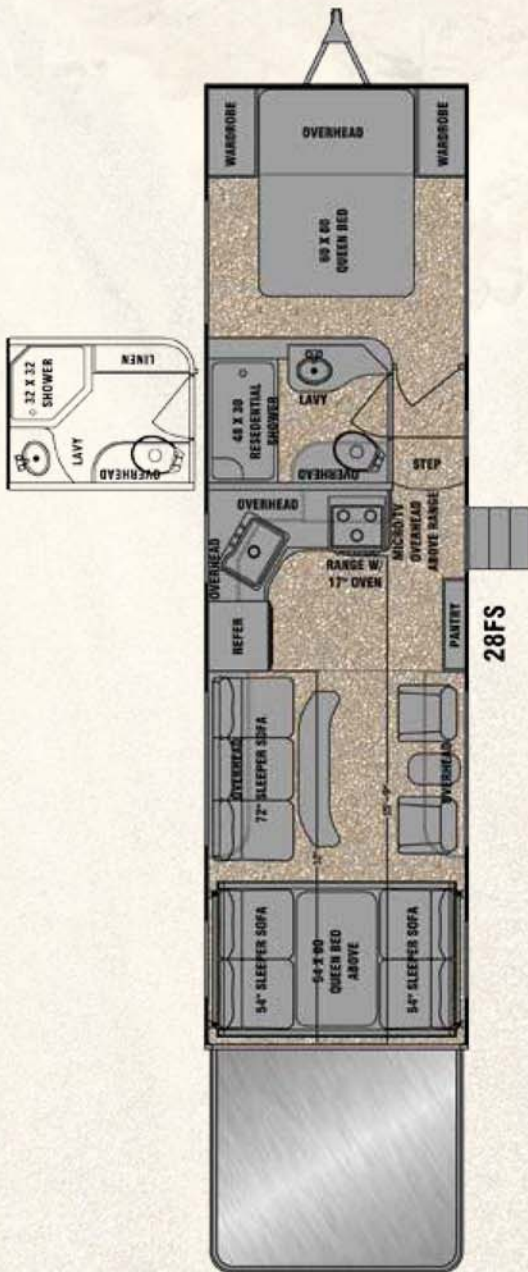 WARDROBE
OVERHEAD
WARDROBE
60 X 80
QUEEN BED
32 X 32
SHOWER
LINEN
LAVY
OVERHEAD
48 X 30
RESEDENTIAL
SHOWER
LAVY
OVERHEAD
STEP
OVERHEAD
OVERHEAD
RANGE W/
17" OVEN
MICRO/TV
OVERHEAD
ABOVE RANGE
REFER
PANTRY
28FS
OVERHEAD
72" SLEEPER SOFA
OVERHEAD
54" SLEEPER SOFA
54 X 80
QUEEN BED
ABOVE
54" SLEEPER SOFA